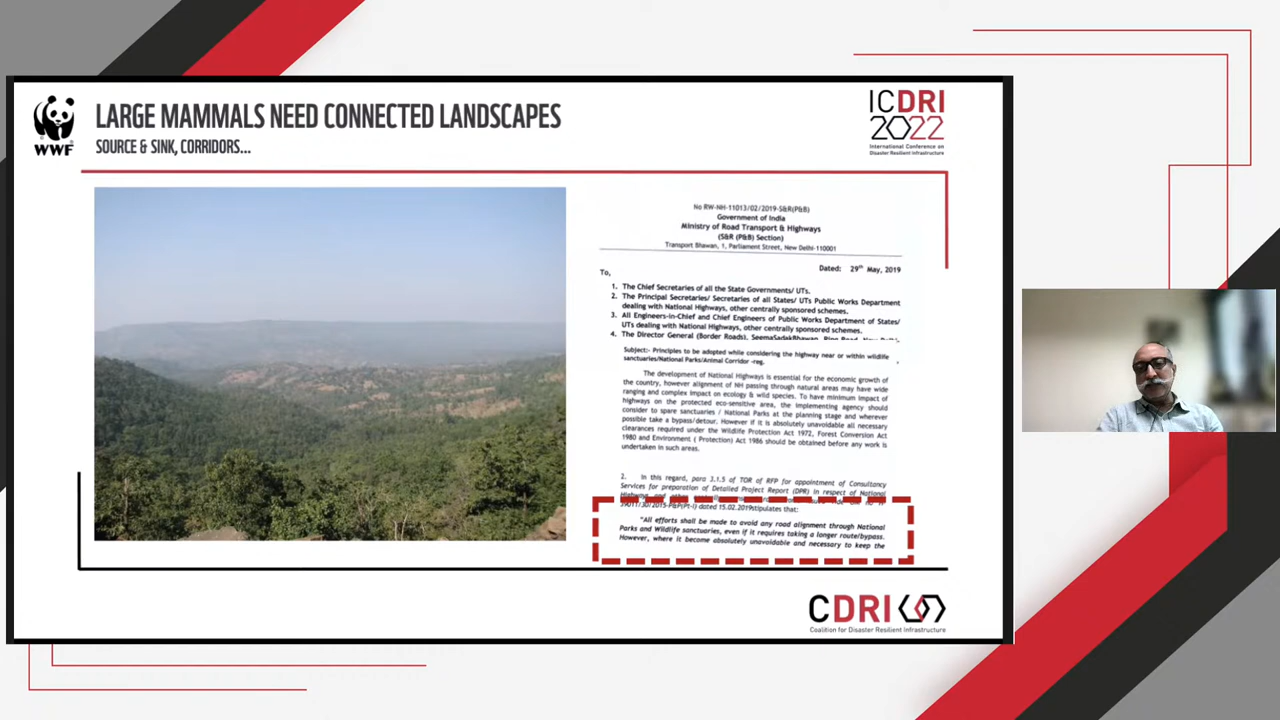 LARGE MAMMALS NEED CONNECTED LANDSCAPES
SOURCE & SINK, CORRIDORS...
WWF
ICDRI
2022
International Conference on
Disaster Resilient Infrastructure
No RW-NH-11013/02/2019-S&R(P&B)
Government of India
Ministry of Road Transport & Highways
(S&R (P&B) Section)
Transport Bhawan, 1, Parliament Street, New Delhi-110001
Dated: 29th May, 2019
To,
1. The Chief Secretaries of all the State Governments/ UTs.
2. The Principal Secretaries/ Secretaries of all States/ UTs Public Works Department
dealing with National Highways, other centrally sponsored schemes.
3. All Engineers-in-Chief and Chief Engineers of Public Works Department of States/
UTs dealing with National Highways, other centrally sponsored schemes.
4. The Director General (Border Roads),
Subject:- Principles to be adopted while considering the highway near or within wildlife
sanctuaries/National Parks/Animal Corridor -reg.
The development of National Highways is essential for the economic growth of
the country, however alignment of NH passing through natural areas may have wide
ranging and complex impact on ecology & wild species. To have minimum impact of
highways on the protected eco-sensitive area, the implementing agency should
consider to spare sanctuaries / National Parks at the planning stage and wherever
possible take a bypass/detour. However if it is absolutely unavoidable all necessary
clearances required under the Wildlife Protection Act 1972, Forest Conversion Act
1980 and Environment ( Protection) Act 1986 should be obtained before any work is
undertaken in such areas.
2. In this regard, para 3.1.5 of TOR of RFP for appointment of Consultancy
Services for preparation of Detailed Project Report (DPR) in respect of National
dated 15.02.2019stipulates that:
"All efforts shall be made to avoid any road alignment through National
Parks and Wildlife sanctuaries, even if it requires taking a longer route/bypass.
However, where it become absolutely unavoidable and necessary to keep the
CDRI
Coalition for Disaster Resilient Infrastructure